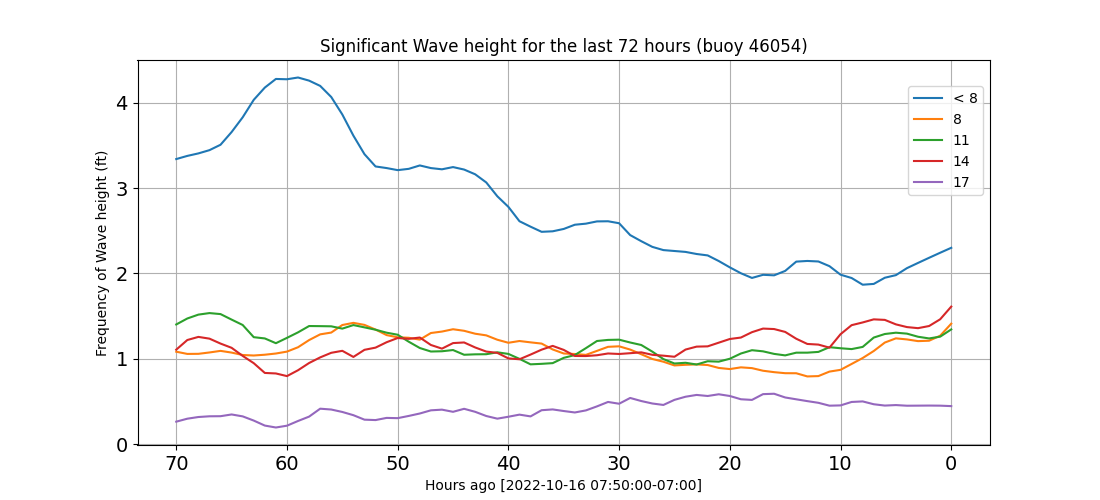 Significant Wave height for the last 72 hours (buoy 46054)
Frequency of Wave height (ft)
4
3
2
1
0
< 8
8
11
14
17
70 60 50 40 30 20 10 0
Hours ago [2022-10-16 07:50:00-07:00]